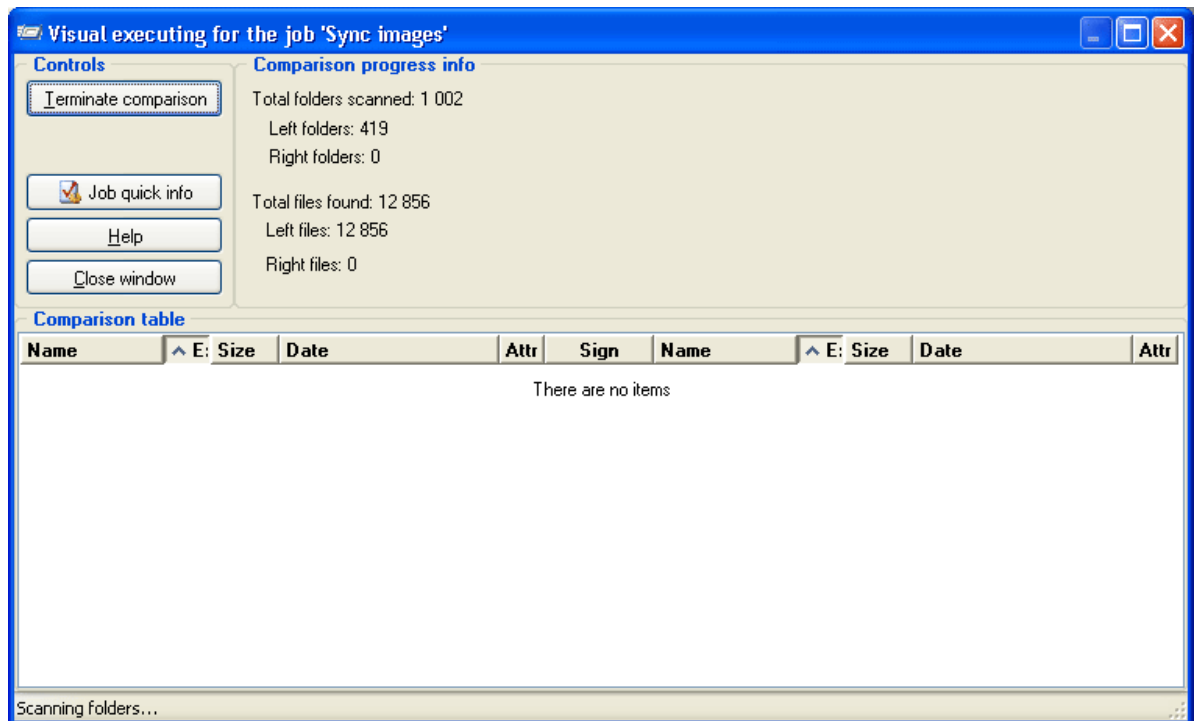 Visual executing for the job 'Sync images'
Controls
Terminate comparison
Job quick info
Help
Close window
Comparison progress info
Total folders scanned: 1 002
Left folders: 419
Right folders: 0
Total files found: 12 856
Left files: 12 856
Right files: 0
Comparison table
Name E: Size Date Attr Sign Name E: Size Date Attr
There are no items
Scanning folders...